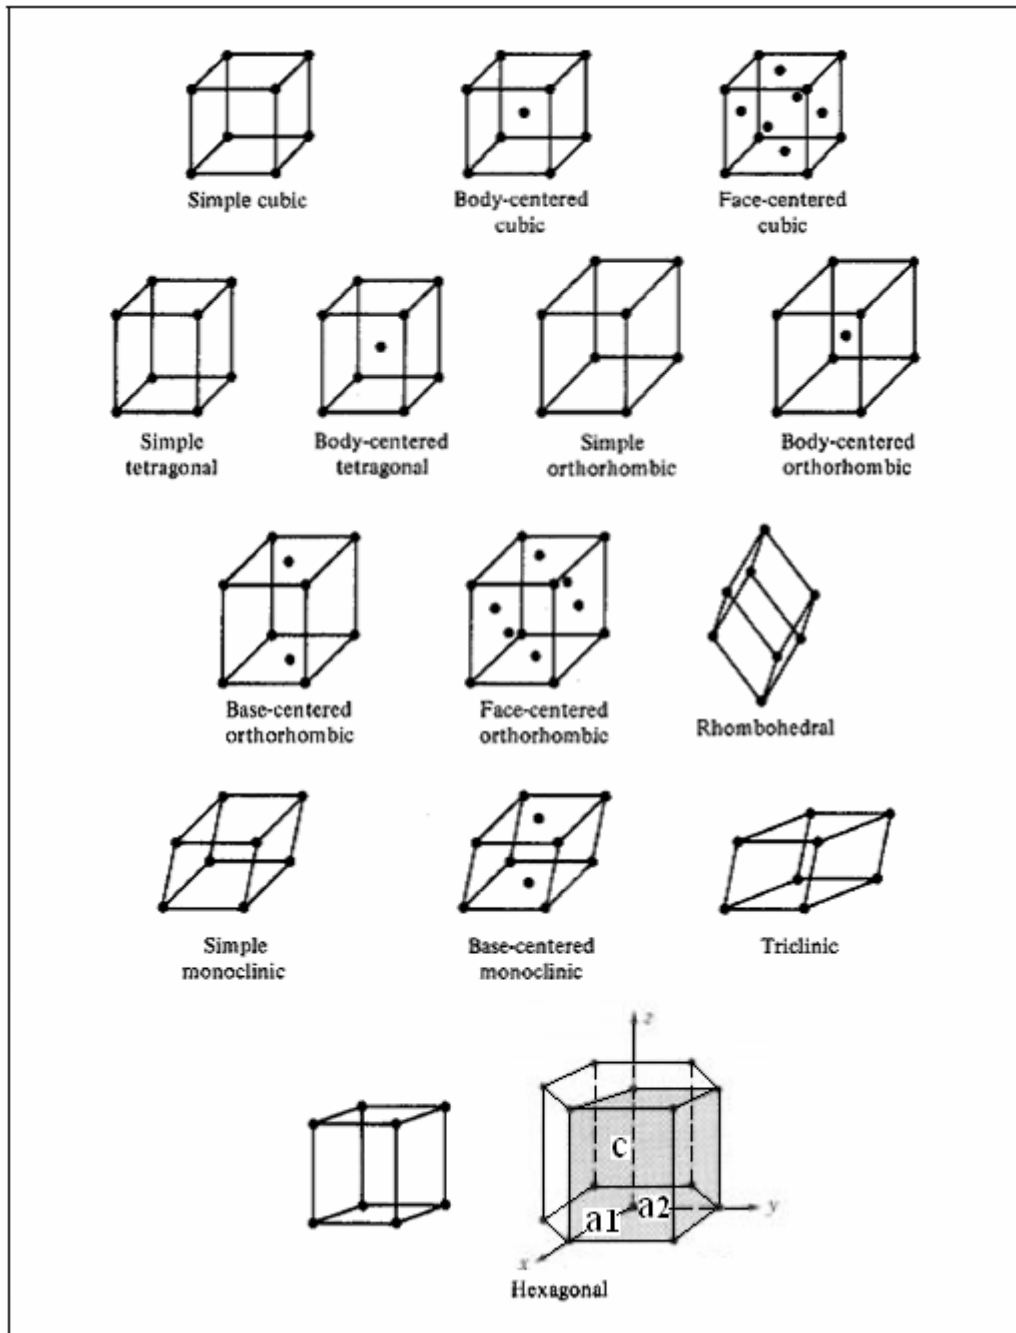 Simple cubic
Body-centered
cubic
Face-centered
cubic
Simple
tetragonal
Body-centered
tetragonal
Simple
orthorhombic
Body-centered
orthorhombic
Base-centered
orthorhombic
Face-centered
orthorhombic
Rhombohedral
Simple
monoclinic
Base-centered
monoclinic
Triclinic
z
c
a1 a2 y
x
Hexagonal